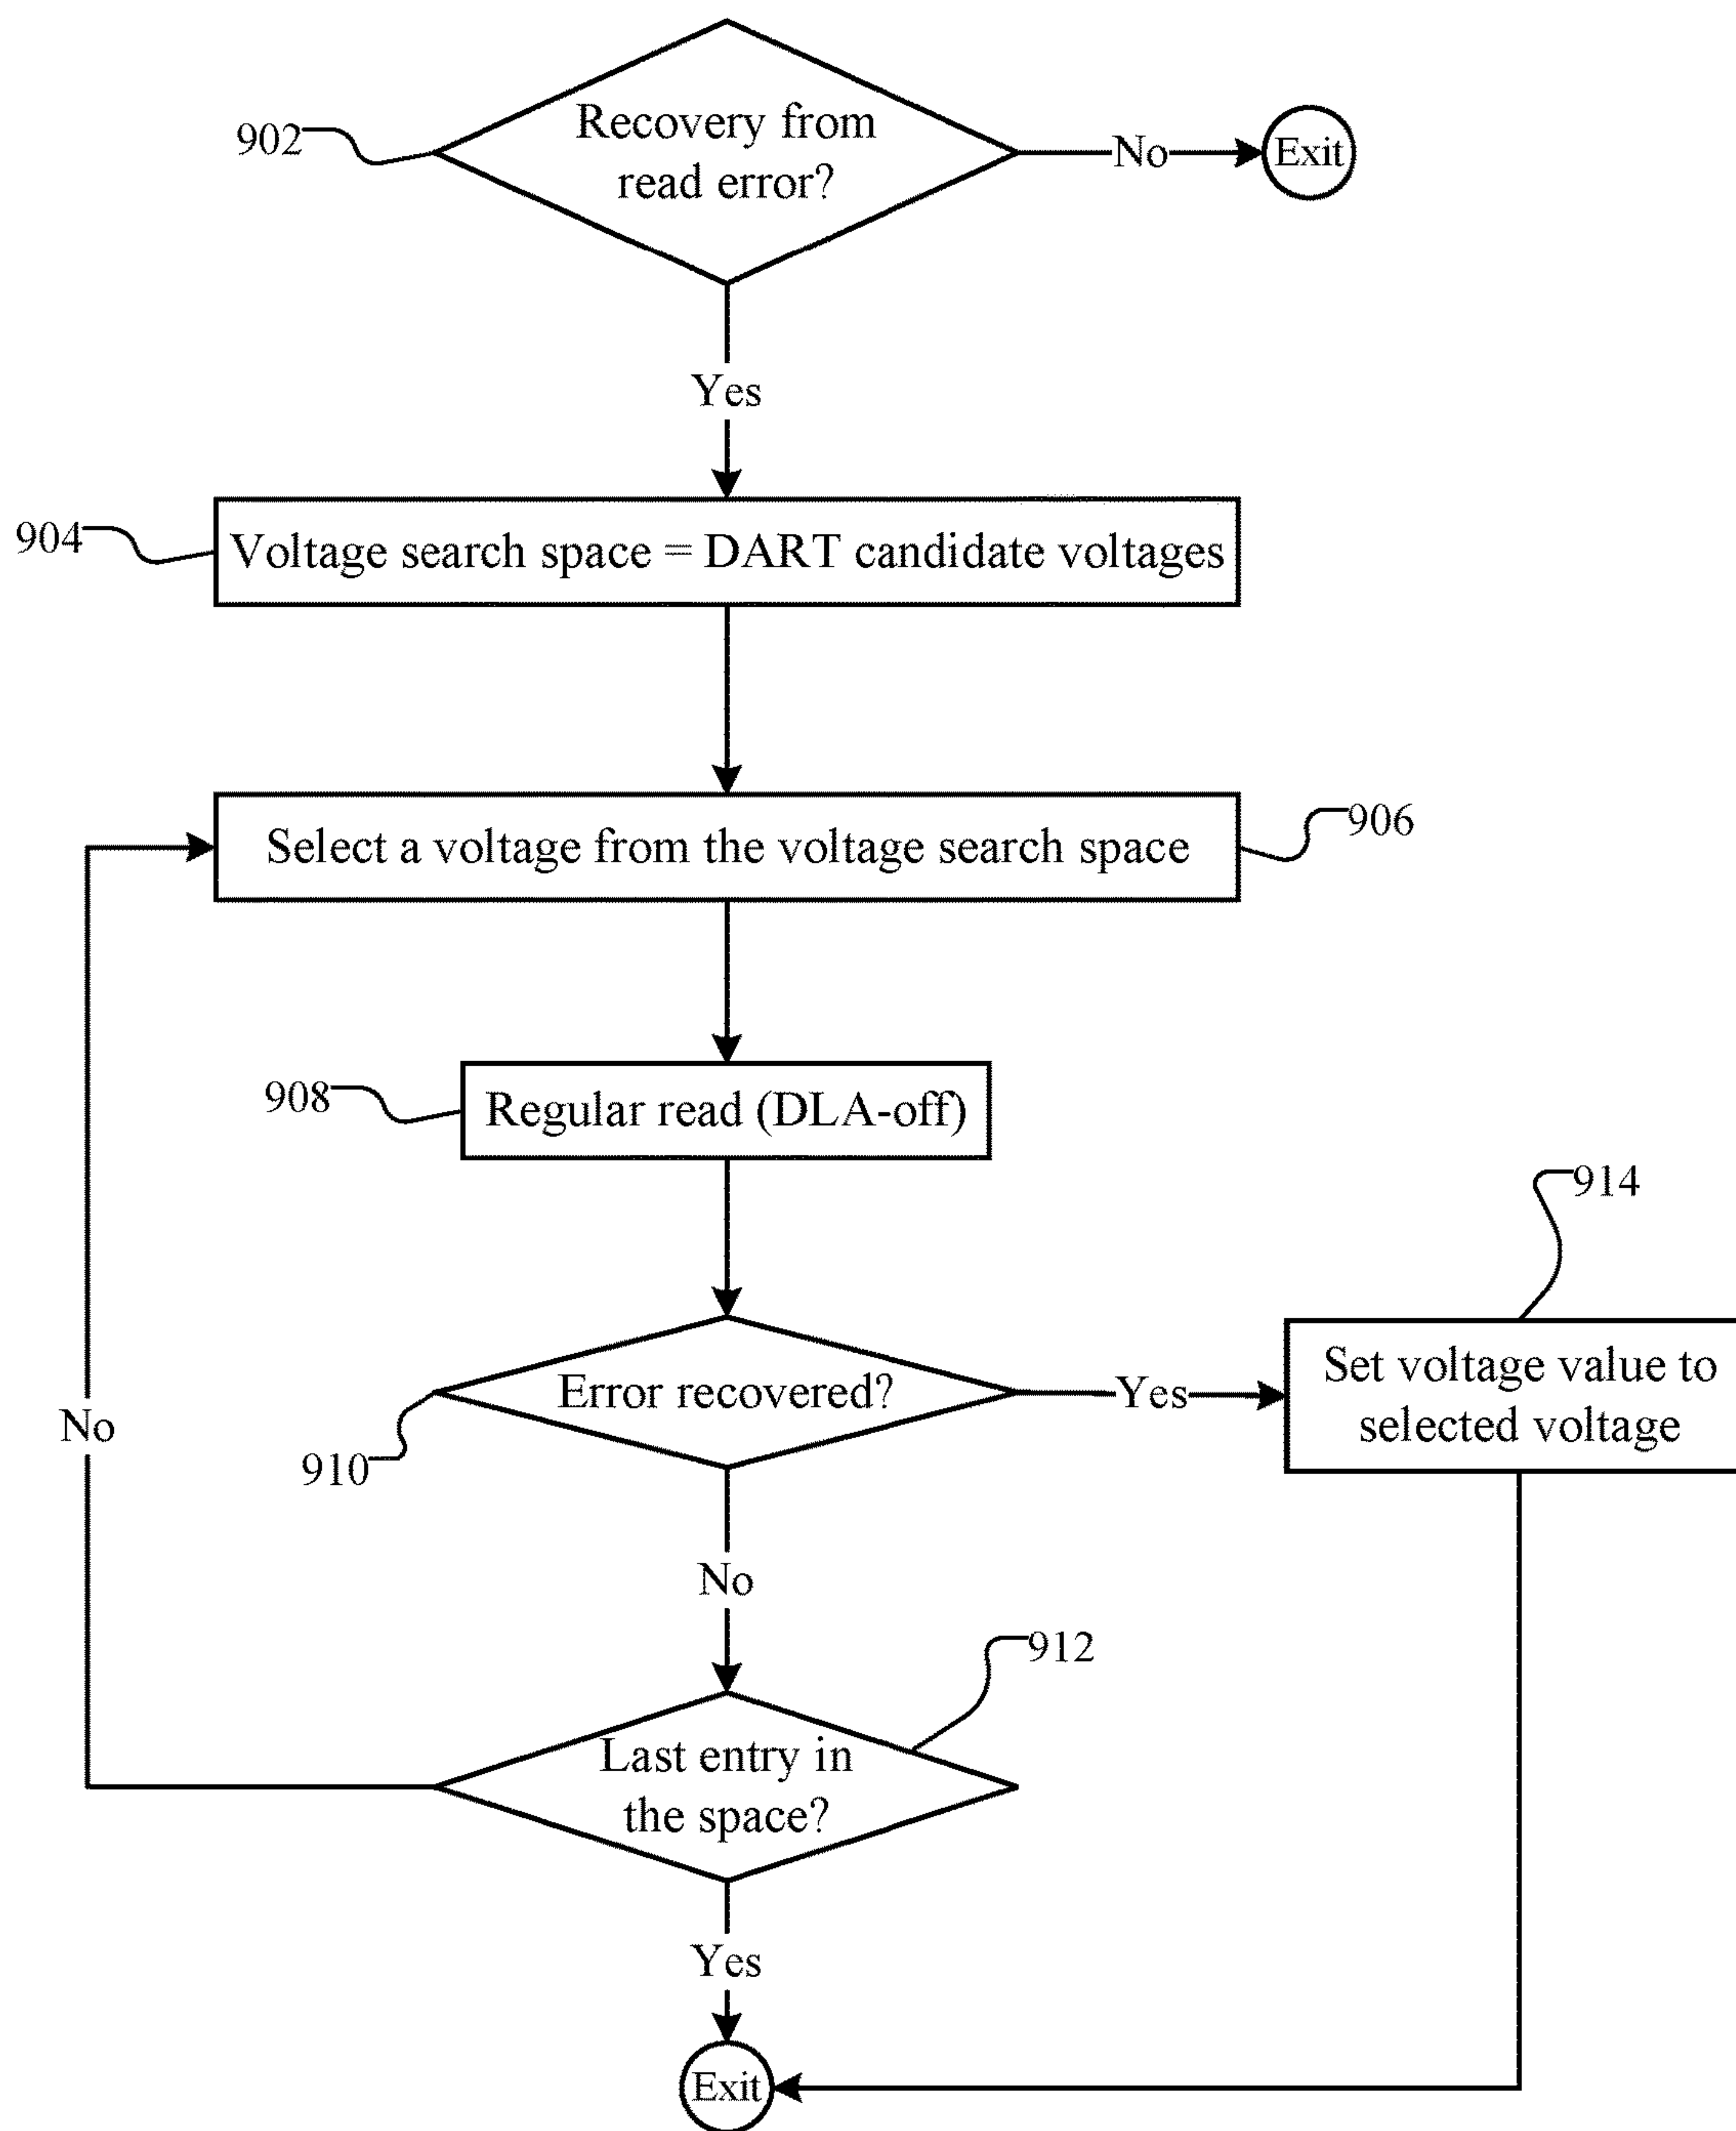 902
Recovery from
read error?
No
Exit
Yes
904
Voltage search space = DART candidate voltages
Select a voltage from the voltage search space
906
908
Regular read (DLA-off)
914
Error recovered?
Yes
Set voltage value to
selected voltage
No
910
No
912
Last entry in
the space?
Yes
Exit